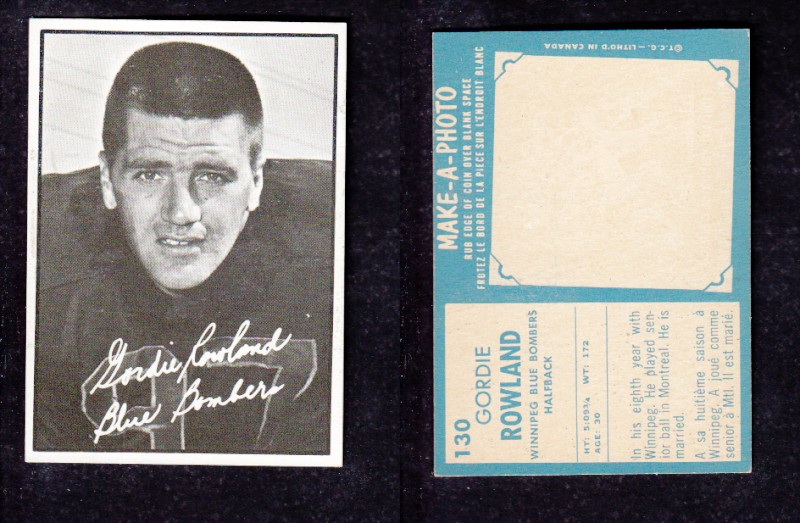 Gordie Rowland
Blue Bombers
97
©T.C.G. — LITHO'D IN CANADA
MAKE-A-PHOTO
RUB EDGE OF COIN OVER BLANK SPACE
FRUTEZ LE BORD DE LA PIECE SUR L'ENDROIT BLANC
130
GORDIE
ROWLAND
WINNIPEG BLUE BOMBERS
HALFBACK
HT: 5:09¾ WT: 172
AGE: 30
In his eighth year with
Winnipeg. He played sen-
ior ball in Montreal. He is
married.
A sa huitième saison à
Winnipeg. A joué comme
senior à Mtl. Il est marié.